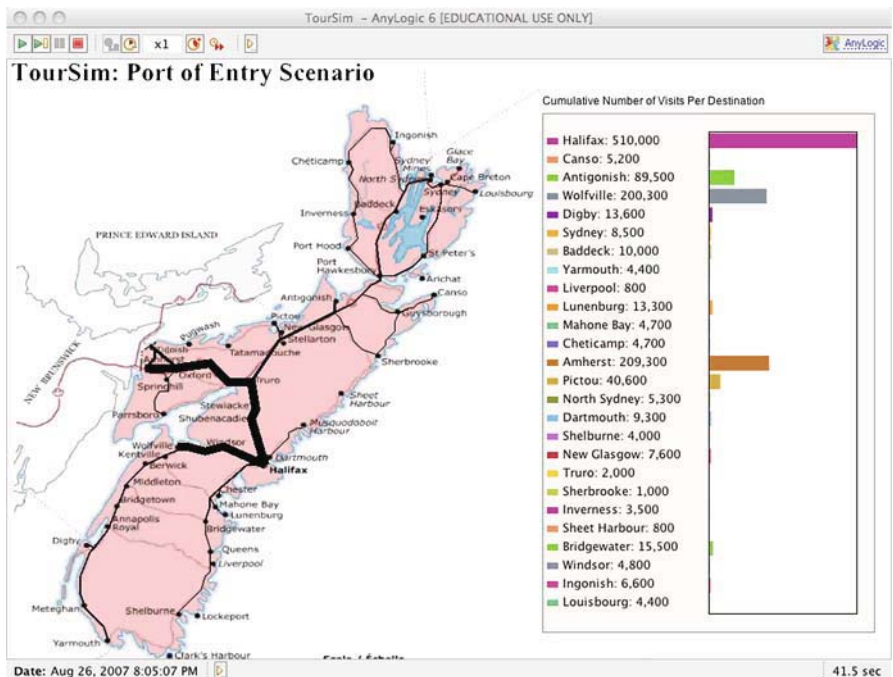 TourSim - AnyLogic 6 [EDUCATIONAL USE ONLY]
x1
AnyLogic
TourSim: Port of Entry Scenario
Cumulative Number of Visits Per Destination
Halifax: 510,000
Canso: 5,200
Antigonish: 89,500
Wolfville: 200,300
Digby: 13,600
Sydney: 8,500
Baddeck: 10,000
Yarmouth: 4,400
Liverpool: 800
Lunenburg: 13,300
Mahone Bay: 4,700
Cheticamp: 4,700
Amherst: 209,300
Pictou: 40,600
North Sydney: 5,300
Dartmouth: 9,300
Shelburne: 4,000
New Glasgow: 7,600
Truro: 2,000
Sherbrooke: 1,000
Inverness: 3,500
Sheet Harbour: 800
Bridgewater: 15,500
Windsor: 4,800
Ingonish: 6,600
Louisbourg: 4,400
Ingonish
Chéticamp
Sydney
Mines
Glace
Bay
North Sydney
Cape Breton
Sydney
Louisbourg
Baddeck
Eskasoni
Inverness
PRINCE EDWARD ISLAND
Port Hood
St Peter's
Port
Hawkesbury
Arichat
Canso
Antigonish
Guysborough
Pictou
New Glasgow
Stellarton
Pugwash
Tatamagouche
Sherbrooke
Tidnish
Amherst
Oxford
Springhill
Truro
NEW BRUNSWICK
Parrsboro
Stewiacke
Shubenacadie
Sheet
Harbour
Musquodoboit
Harbour
Wolfville
Windsor
Kentville
Berwick
Dartmouth
Halifax
Middleton
Chester
Bridgetown
Mahone Bay
Lunenburg
Annapolis
Royal
Bridgewater
Digby
Queens
Liverpool
Meteghan
Shelburne
Lockeport
Yarmouth
Clark's Harbour
Date: Aug 26, 2007 8:05:07 PM
41.5 sec